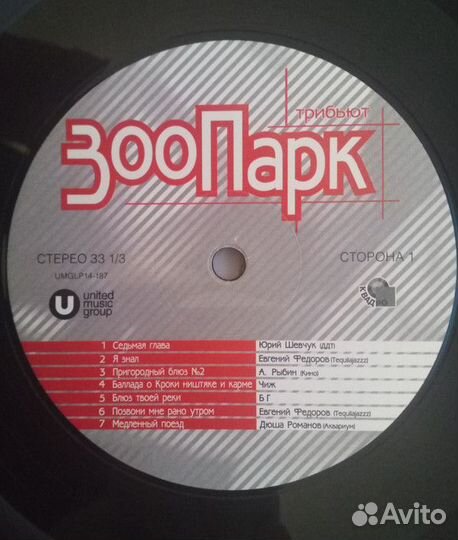 трибьют
ЗооПарк
СТЕРЕО 33 1/3
СТОРОНА 1
UMGLP14-187
U united music group
КВАДРО
1 Седьмая глава Юрий Шевчук (ДДТ)
2 Я знал Евгений Федоров (Tequilajazzz)
3 Пригородный блюз №2 А. Рыбин (Кино)
4 Баллада о Кроки ништяке и карме Чиж
5 Блюз твоей реки Б Г
6 Позвони мне рано утром Евгений Федоров (Tequilajazzz)
7 Медленный поезд Дюша Романов (Аквариум)
Avito